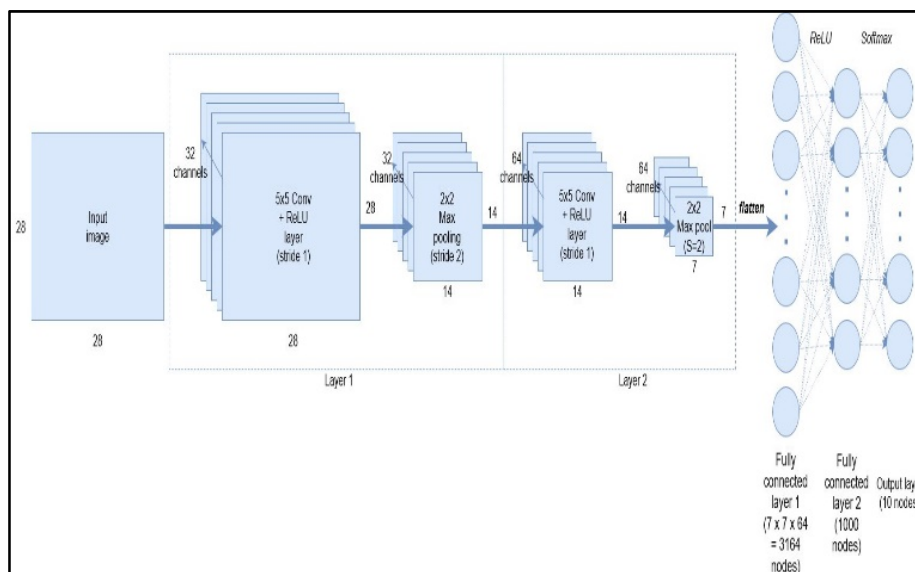 ReLU
Softmax
28
Input
image
28
32
channels
5x5 Conv
+ ReLU
layer
(stride 1)
28
28
32
channels
2x2
Max
pooling
(stride 2)
14
14
Layer 1
64
channels
5x5 Conv
+ ReLU
layer
(stride 1)
14
14
64
channels
2x2
Max pool
(S=2)
7
7
Layer 2
flatten
Fully
connected
layer 1
(7 x 7 x 64
= 3164
nodes)
Fully
connected
layer 2
(1000
nodes)
Output lay
(10 nodes